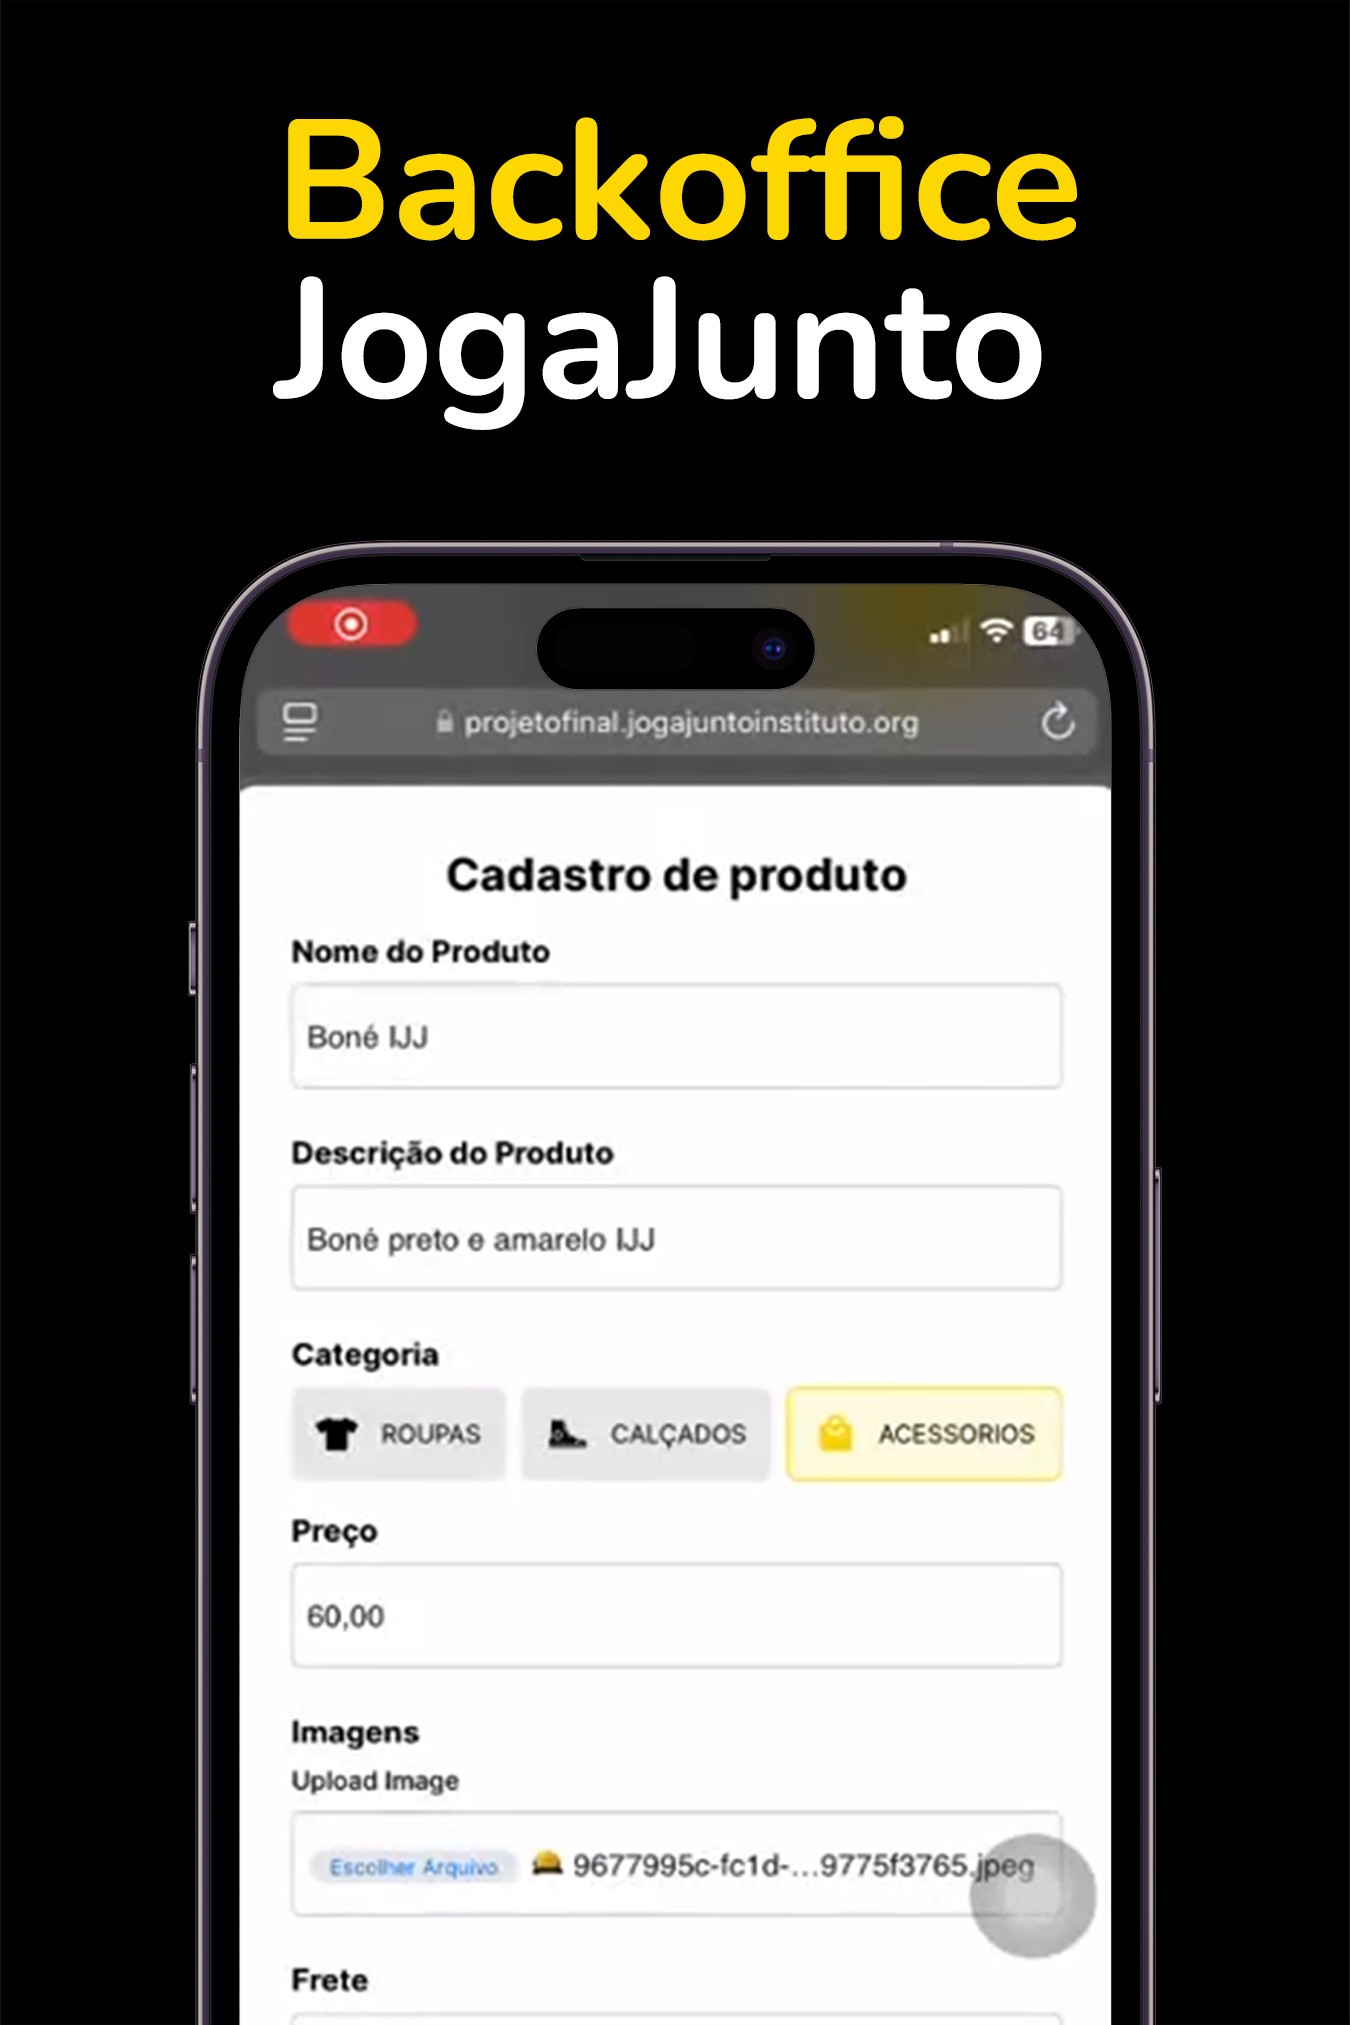 Backoffice
JogaJunto
64
projetofinal.jogajuntoinstituto.org
Cadastro de produto
Nome do Produto
Boné IJJ
Descrição do Produto
Boné preto e amarelo IJJ
Categoria
ROUPAS CALÇADOS ACESSORIOS
Preço
60,00
Imagens
Upload Image
Escolher Arquivo 9677995c-fc1d-...9775f3765.jpeg
Frete